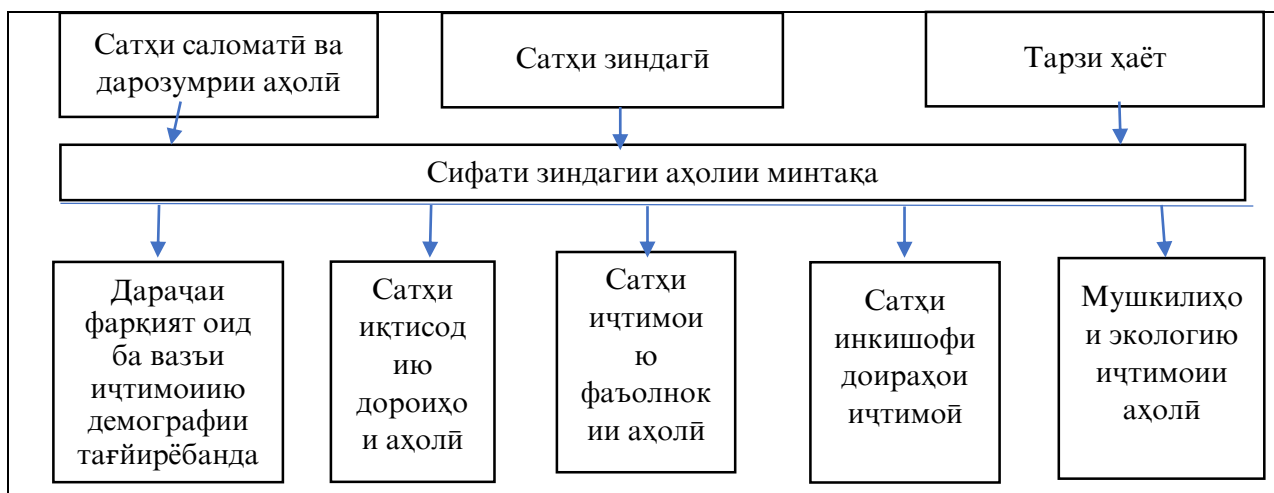 Сатҳи саломатӣ ва
дарозумрии аҳолӣ
Сатҳи зиндагӣ
Тарзи ҳаёт
Сифати зиндагии аҳолии минтақа
Дараҷаи
фарқият оид
ба вазъи
иҷтимоиию
демографии
тағйирёбанда
Сатҳи
иқтисод
ию
дороиҳо
и аҳолӣ
Сатҳи
иҷтимои
ю
фаъолнок
ии аҳолӣ
Сатҳи
инкишофи
доираҳои
иҷтимоӣ
Мушкилиҳо
и экологию
иҷтимоии
аҳолӣ